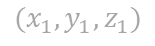 (x₁, y₁, z₁)